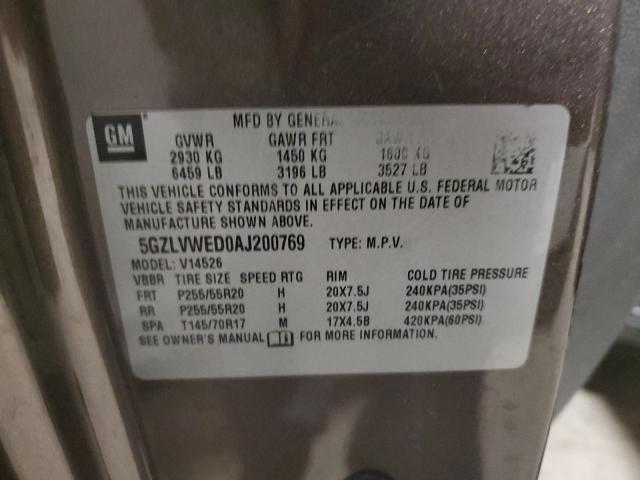 GM
MFD BY GENERAL
GVWR GAWR FRT GAWR
2930 KG 1450 KG 1600 KG
6459 LB 3196 LB 3527 LB
THIS VEHICLE CONFORMS TO ALL APPLICABLE U.S. FEDERAL MOTOR
VEHICLE SAFETY STANDARDS IN EFFECT ON THE DATE OF
MANUFACTURE SHOWN ABOVE.
5GZLVWED0AJ200769 TYPE: M.P.V.
MODEL: V14526
VBBR TIRE SIZE SPEED RTG RIM COLD TIRE PRESSURE
FRT P255/55R20 H 20X7.5J 240KPA(35PSI)
RR P255/55R20 H 20X7.5J 240KPA(35PSI)
SPA T145/70R17 M 17X4.5B 420KPA(60PSI)
SEE OWNER'S MANUAL FOR MORE INFORMATION.